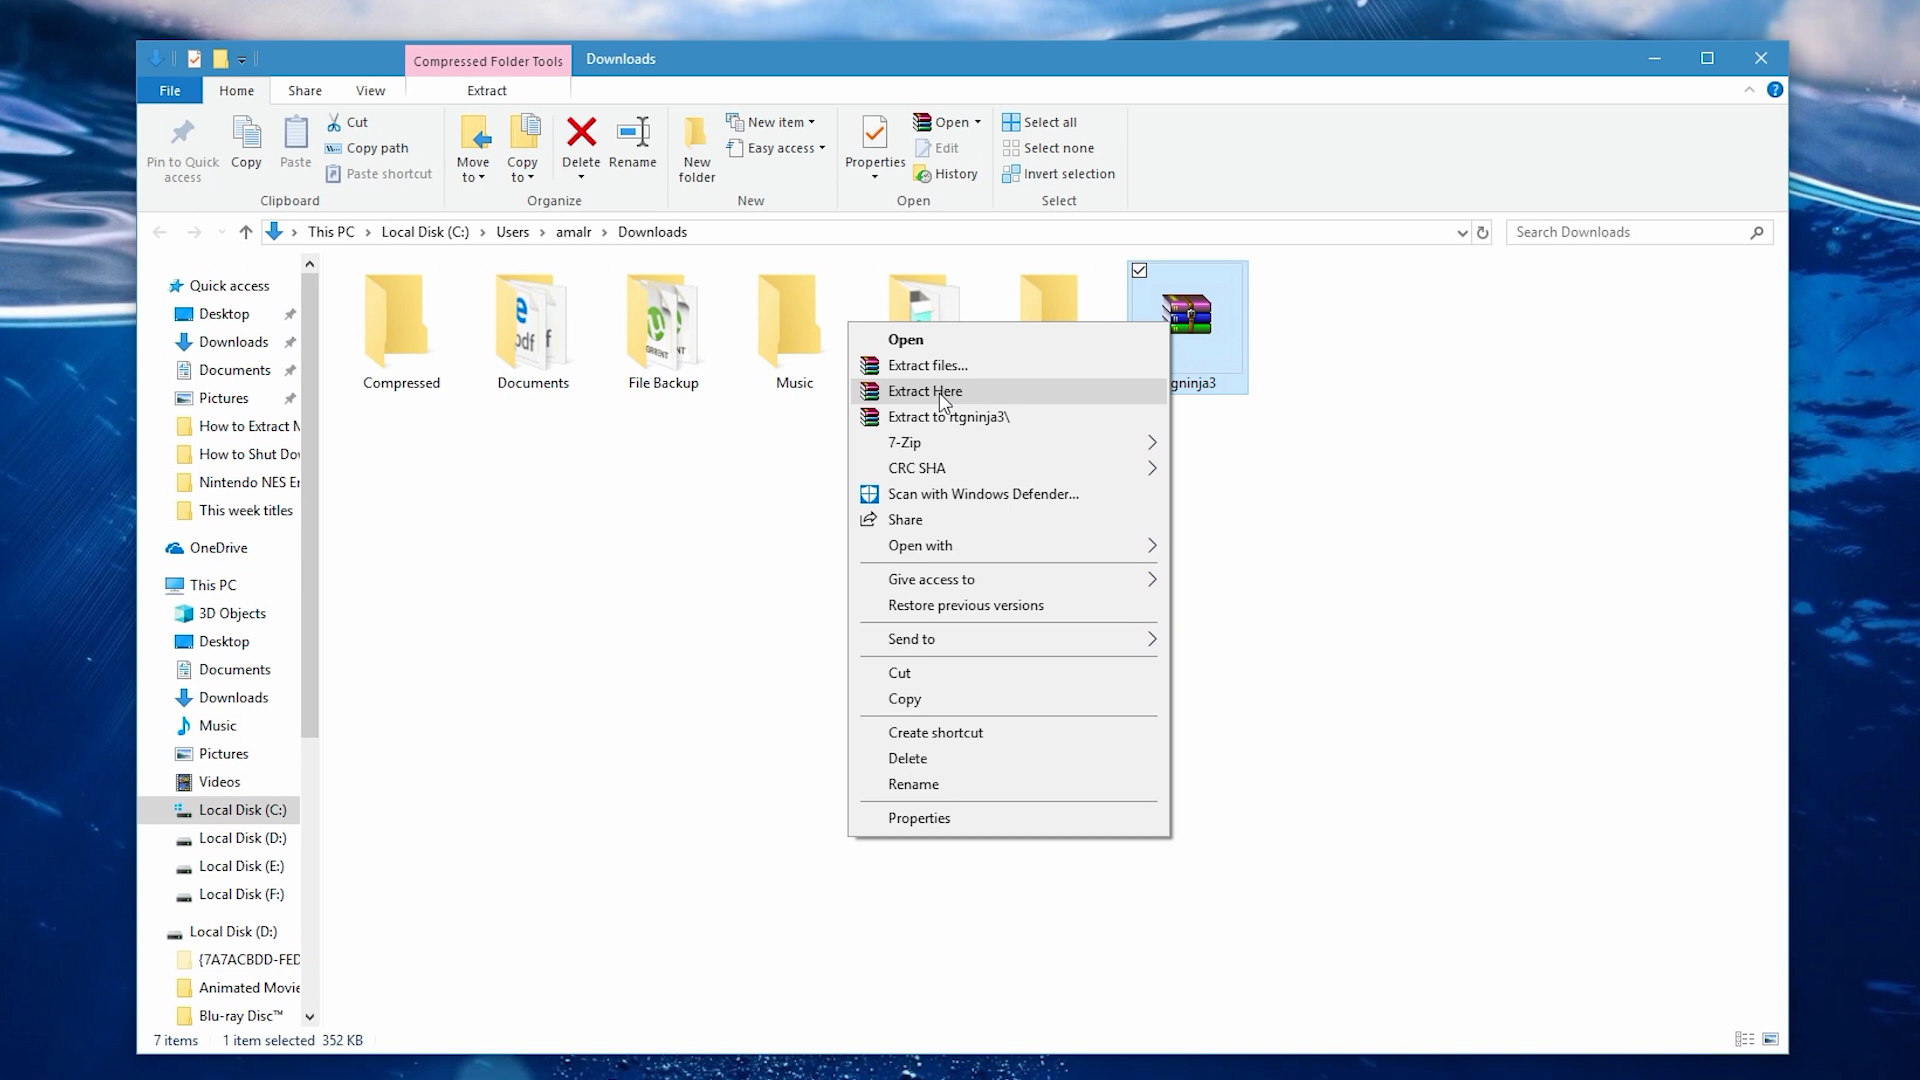 Compressed Folder Tools
Downloads
File
Home
Share
View
Extract
Pin to Quick access
Copy
Paste
Cut
Copy path
Paste shortcut
Clipboard
Move to
Copy to
Delete
Rename
Organize
New folder
New item
Easy access
New
Properties
Open
Edit
History
Open
Select all
Select none
Invert selection
Select
This PC > Local Disk (C:) > Users > amalr > Downloads
Search Downloads
Quick access
Desktop
Downloads
Documents
Pictures
How to Extract
How to Shut
Nintendo NES
This week titles
OneDrive
This PC
3D Objects
Desktop
Documents
Downloads
Music
Pictures
Videos
Local Disk (C:)
Local Disk (D:)
Local Disk (E:)
Local Disk (F:)
Local Disk (D:)
{7A7ACBDD-FED
Animated Movie
Blu-ray Disc™
Compressed
Documents
File Backup
Music
gninja3
Open
Extract files...
Extract Here
Extract to rtgninja3\
7-Zip
CRC SHA
Scan with Windows Defender...
Share
Open with
Give access to
Restore previous versions
Send to
Cut
Copy
Create shortcut
Delete
Rename
Properties
7 items
1 item selected 352 KB